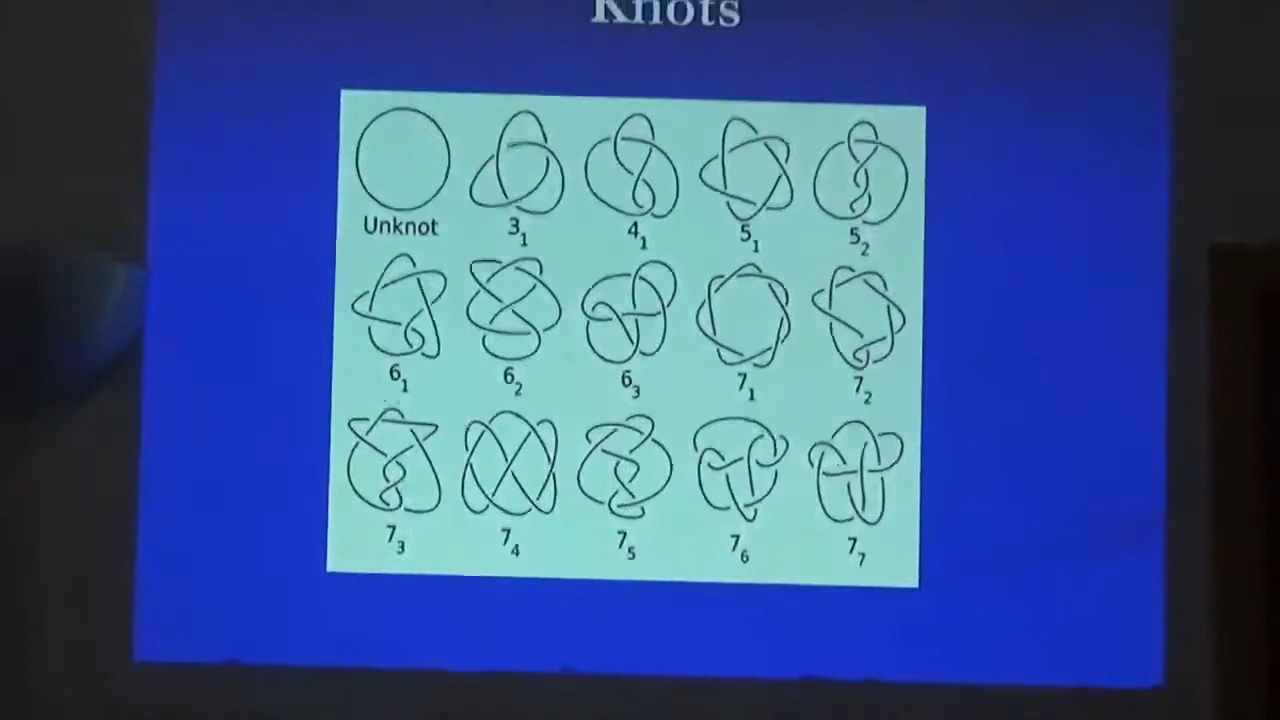 Knots
Unknot 3₁ 4₁ 5₁ 5₂
6₁ 6₂ 6₃ 7₁ 7₂
7₃ 7₄ 7₅ 7₆ 7₇